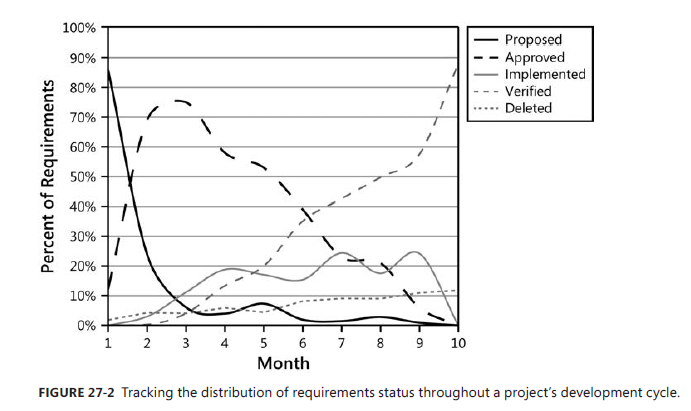 100%
90%
80%
70%
60%
50%
40%
30%
20%
10%
0%
Percent of Requirements
1 2 3 4 5 6 7 8 9 10
Month
Proposed
Approved
Implemented
Verified
Deleted
FIGURE 27-2 Tracking the distribution of requirements status throughout a project’s development cycle.